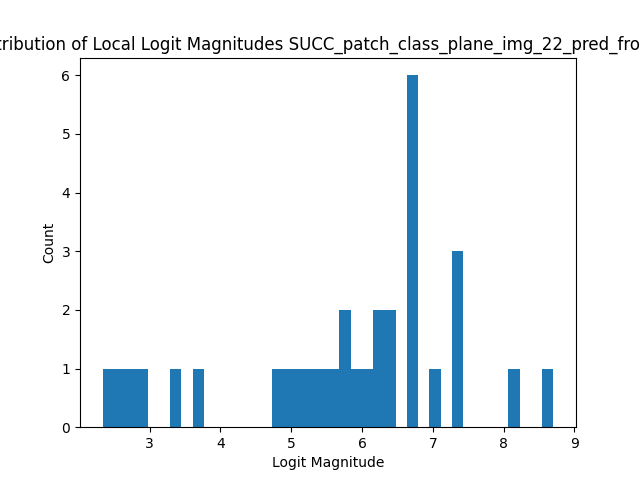 tribution of Local Logit Magnitudes SUCC_patch_class_plane_img_22_pred_fro
6
5
4
3
2
1
0
Count
3 4 5 6 7 8 9
Logit Magnitude